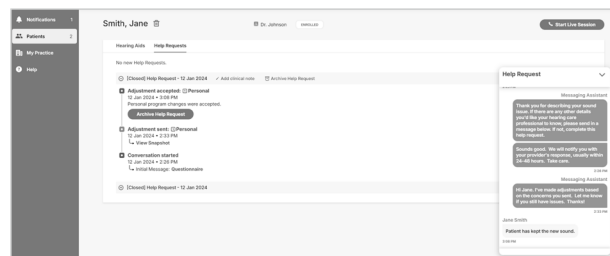 Notifications 1
Patients 2
My Practice
Help
Smith, Jane
Dr. Johnson
ENROLLED
Start Live Session
Hearing Aids Help Requests
No new Help Requests.
[Closed] Help Request - 12 Jan 2024 Add clinical note Archive Help Request
Adjustment accepted: Personal
12 Jan 2024 • 3:08 PM
Personal program changes were accepted.
Archive Help Request
Adjustment sent: Personal
12 Jan 2024 • 2:33 PM
View Snapshot
Conversation started
12 Jan 2024 • 2:26 PM
Initial Message: Questionnaire
[Closed] Help Request - 12 Jan 2024
Help Request
Messaging Assistant
Thank you for describing your sound
issue. If there are any other details
you'd like your hearing care
professional to know, please send in a
message below. If not, complete this
help request.
Sounds good. We will notify you with
your provider's response, usually within
24-48 hours. Take care.
Messaging Assistant
Hi Jane. I've made adjustments based
on the concerns you sent. Let me know
if you still have issues. Thanks!
2:33 PM
Jane Smith
Patient has kept the new sound.
3:08 PM